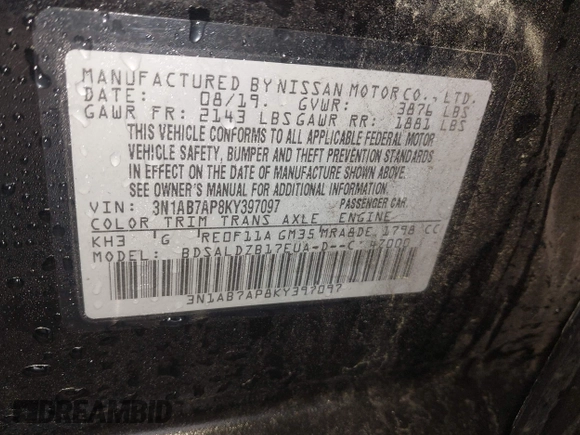 MANUFACTURED BY NISSAN MOTOR CO., LTD.
DATE: 08/19. GVWR: 3876 LBS
GAWR FR: 2143 LBS GAWR RR: 1881 LBS
THIS VEHICLE CONFORMS TO ALL APPLICABLE FEDERAL MOTOR
VEHICLE SAFETY, BUMPER AND THEFT PREVENTION STANDARDS
IN EFFECT ON THE DATE OF MANUFACTURE SHOWN ABOVE.
SEE OWNER'S MANUAL FOR ADDITIONAL INFORMATION.
VIN: 3N1AB7AP8KY397097 PASSENGER CAR.
COLOR TRIM TRANS AXLE ENGINE
KH3 'G RE0F11A GM35 MRA8DE 1798 CC
MODEL: BDSALDZB17EUA-D--C 47000
3N1AB7AP8KY397097
DREAMBID